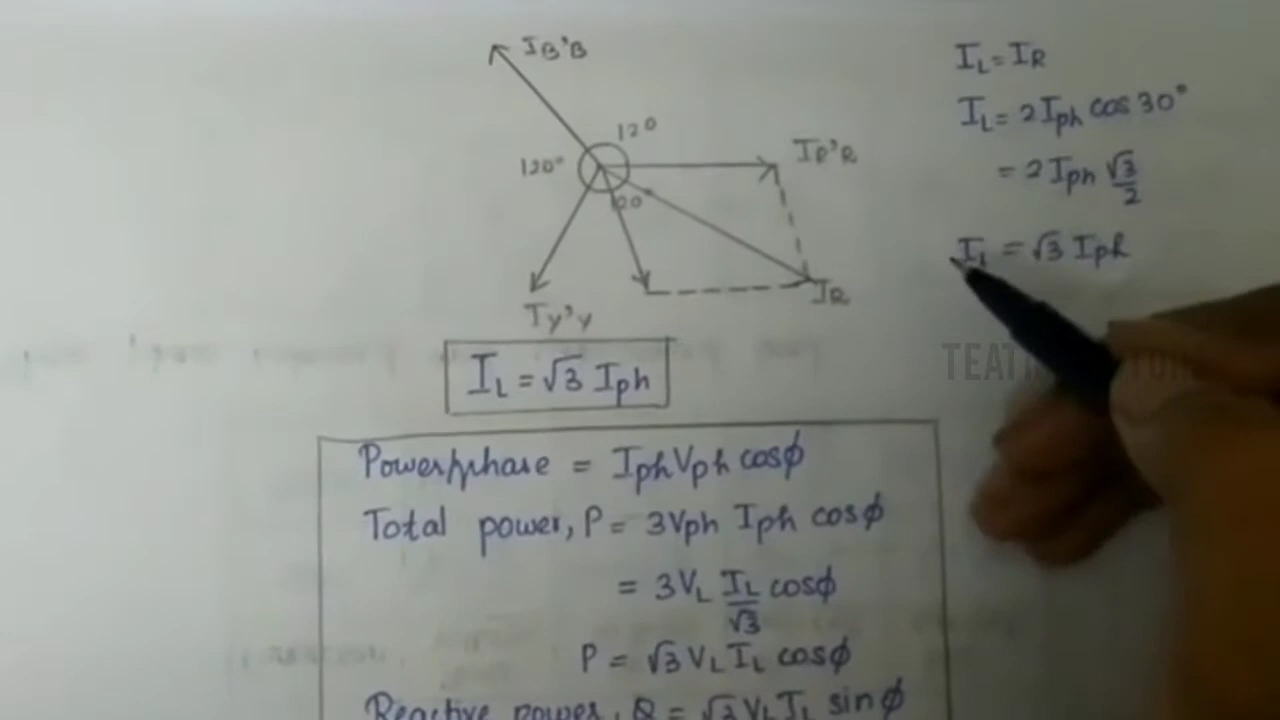 I_B'B
120
120°
I_R'R
120°
I_R
I_Y'Y
I_L = √3 I_ph
I_L = I_R
I_L = 2 I_ph cos 30°
= 2 I_ph √3/2
I_L = √3 I_ph
Power/phase = I_ph V_ph cosϕ
Total power, P = 3V_ph I_ph cosϕ
= 3V_L I_L/√3 cosϕ
P = √3 V_L I_L cosϕ
Reactive power, Q = √3 V_L I_L sinϕ